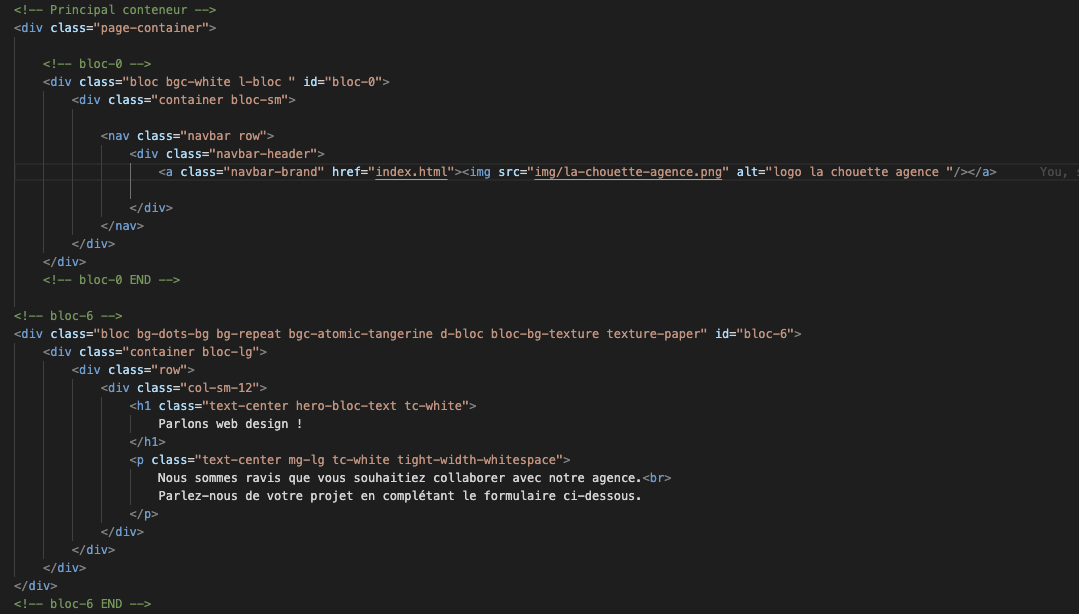 <!-- Principal conteneur -->
<div class="page-container">
<!-- bloc-0 -->
<div class="bloc bgc-white l-bloc " id="bloc-0">
<div class="container bloc-sm">
<nav class="navbar row">
<div class="navbar-header">
<a class="navbar-brand" href="index.html"><img src="img/la-chouette-agence.png" alt="logo la chouette agence "/></a> You,
</div>
</nav>
</div>
</div>
<!-- bloc-0 END -->
<!-- bloc-6 -->
<div class="bloc bg-dots-bg bg-repeat bgc-atomic-tangerine d-bloc bloc-bg-texture texture-paper" id="bloc-6">
<div class="container bloc-lg">
<div class="row">
<div class="col-sm-12">
<h1 class="text-center hero-bloc-text tc-white">
Parlons web design !
</h1>
<p class="text-center mg-lg tc-white tight-width-whitespace">
Nous sommes ravis que vous souhaitiez collaborer avec notre agence.<br>
Parlez-nous de votre projet en complétant le formulaire ci-dessous.
</p>
</div>
</div>
</div>
</div>
<!-- bloc-6 END -->